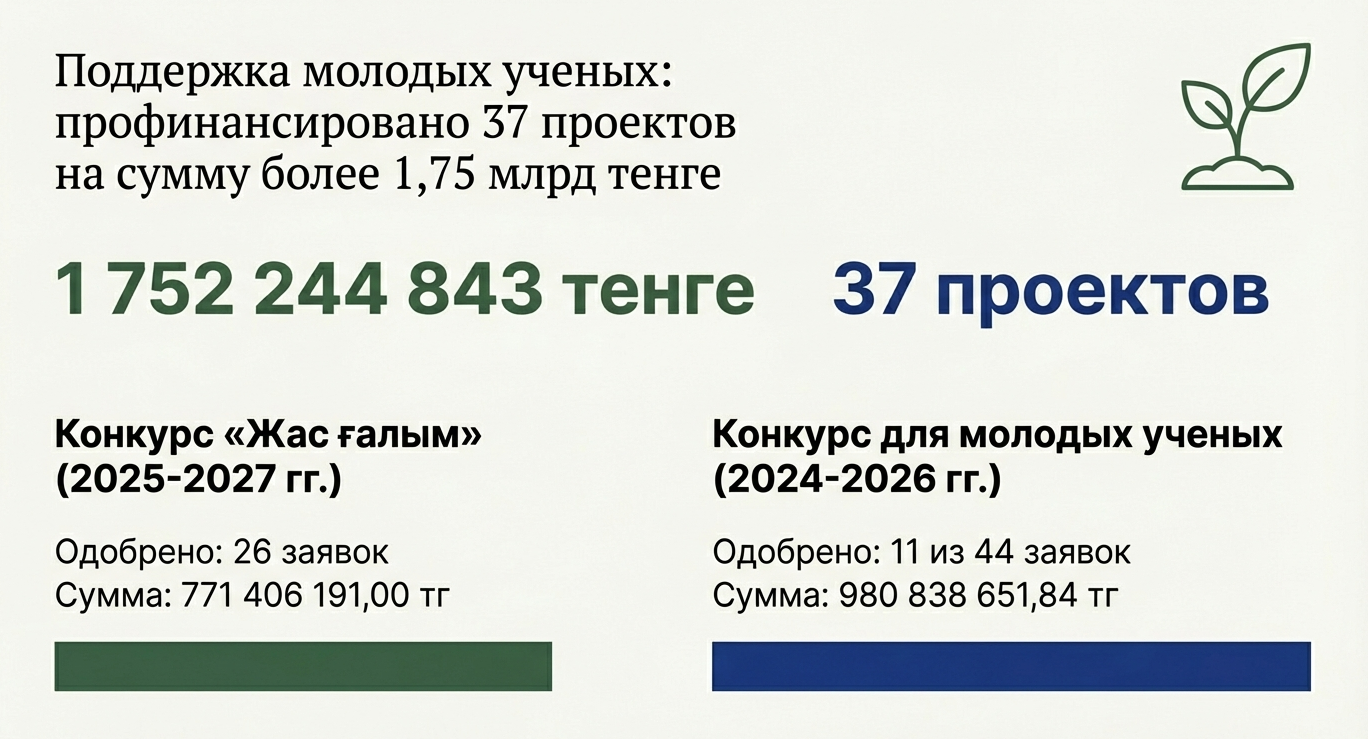 Поддержка молодых ученых:
профинансировано 37 проектов
на сумму более 1,75 млрд тенге
1 752 244 843 тенге
37 проектов
Конкурс «Жас ғалым»
(2025-2027 гг.)
Одобрено: 26 заявок
Сумма: 771 406 191,00 тг
Конкурс для молодых ученых
(2024-2026 гг.)
Одобрено: 11 из 44 заявок
Сумма: 980 838 651,84 тг